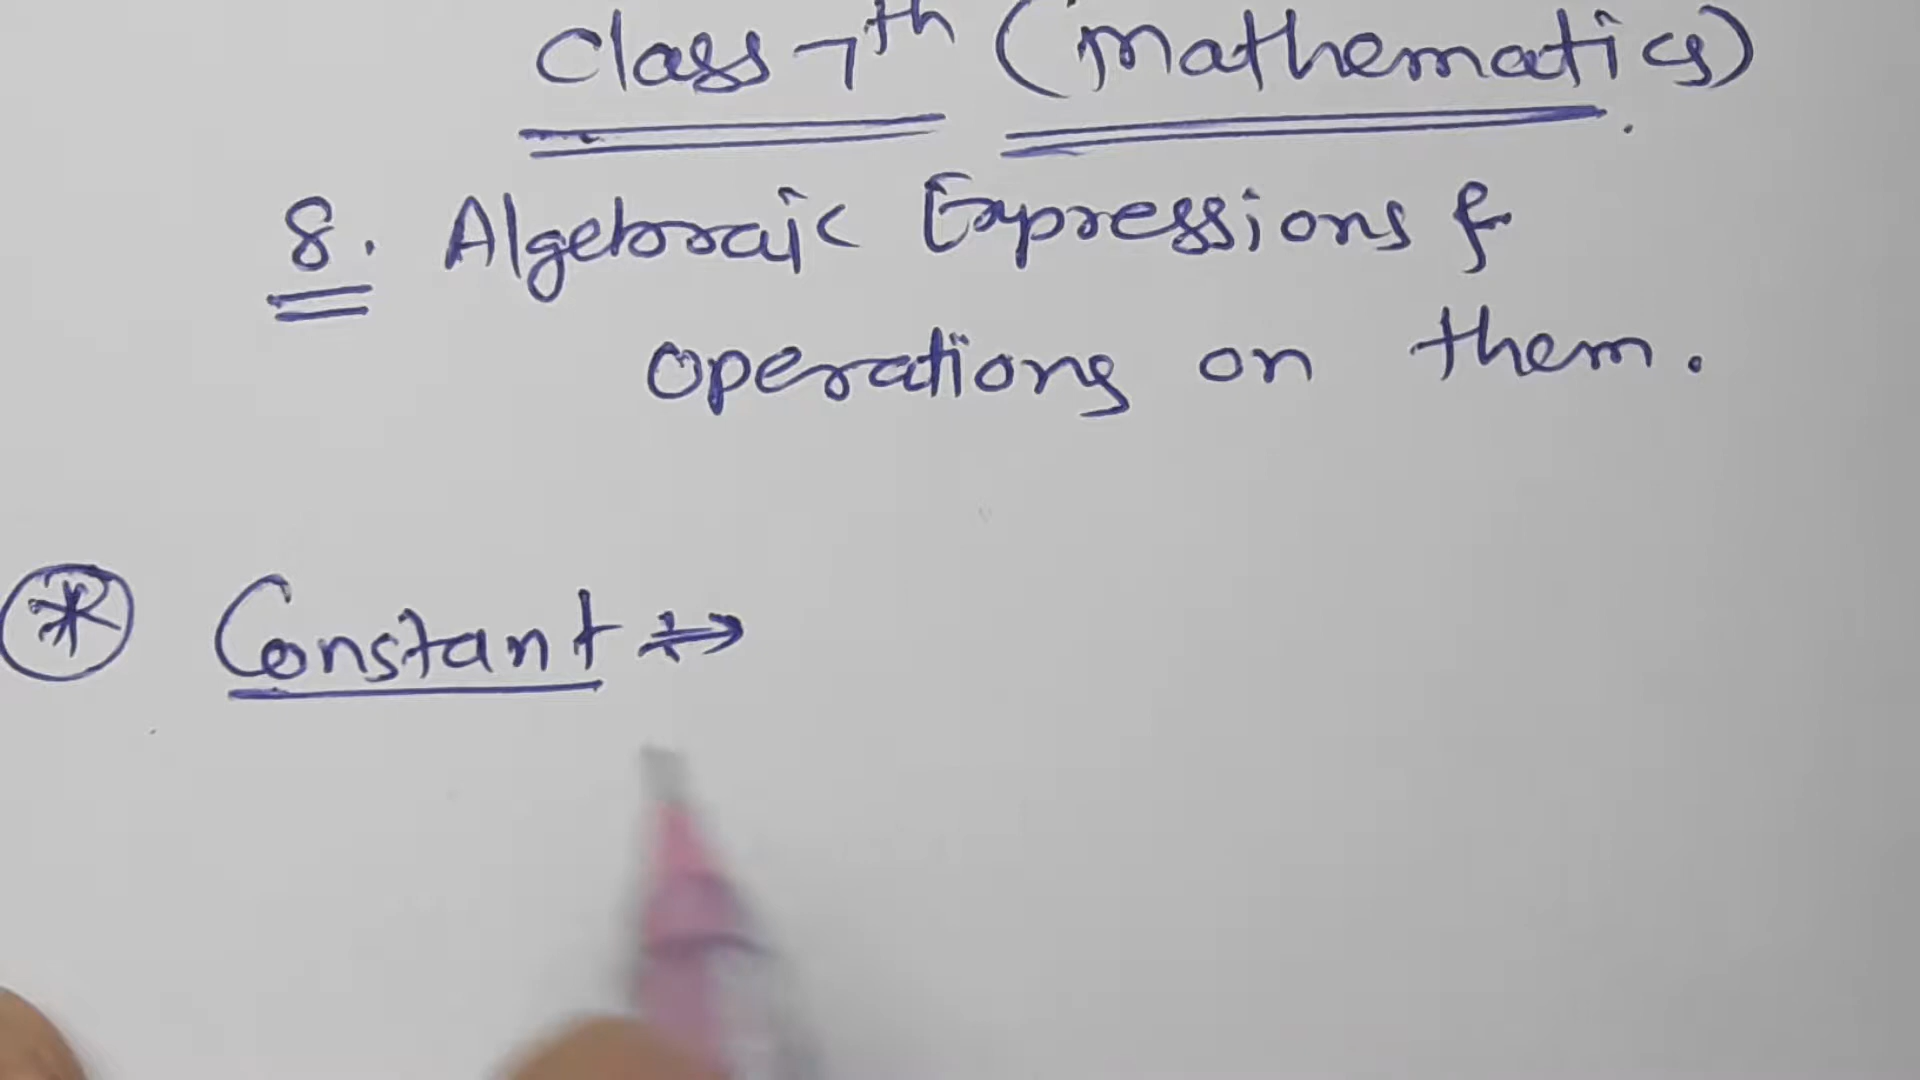 Class 7th (Mathematics)
8. Algebraic Expressions &
operations on them.
* Constant →